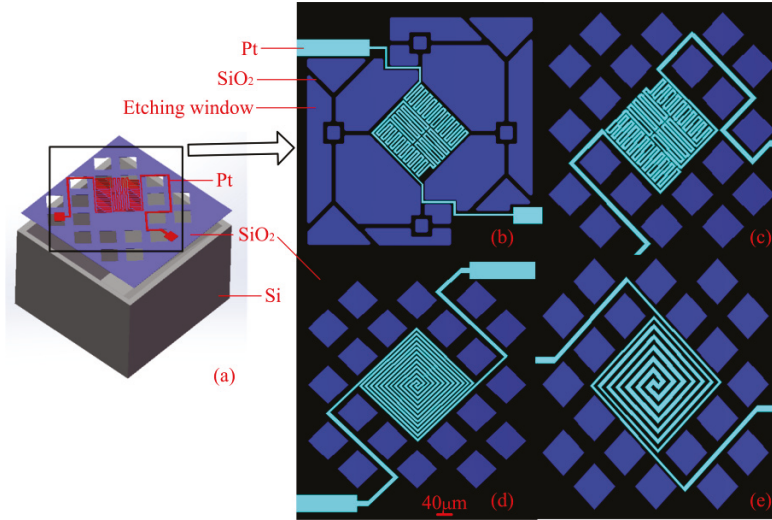 Pt
SiO₂
Etching window
(b)
(c)
Pt
SiO₂
Si
(a)
40μm
(d)
(e)